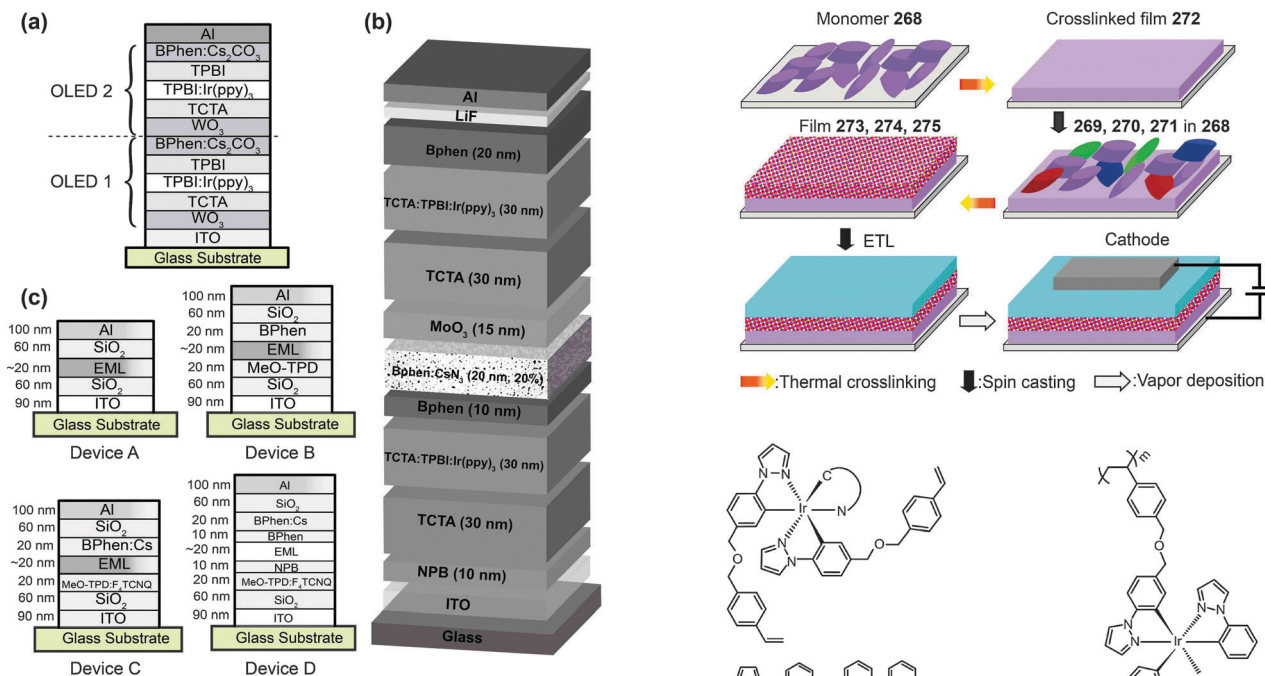 (a)
Al
BPhen:Cs₂CO₃
TPBI
TPBI:Ir(ppy)₃
TCTA
WO₃
BPhen:Cs₂CO₃
TPBI
TPBI:Ir(ppy)₃
TCTA
WO₃
ITO
Glass Substrate
OLED 2
OLED 1
(b)
Al
LiF
Bphen (20 nm)
TCTA:TPBI:Ir(ppy)₃ (30 nm)
TCTA (30 nm)
MoO₃ (15 nm)
Bphen:CsN₃ (20 nm, 20%)
Bphen (10 nm)
TCTA:TPBI:Ir(ppy)₃ (30 nm)
TCTA (30 nm)
NPB (10 nm)
ITO
Glass
(c)
100 nm Al
60 nm SiO₂
~20 nm EML
60 nm SiO₂
90 nm ITO
Glass Substrate
Device A
100 nm Al
60 nm SiO₂
20 nm BPhen
~20 nm EML
20 nm MeO-TPD
60 nm SiO₂
90 nm ITO
Glass Substrate
Device B
100 nm Al
60 nm SiO₂
20 nm BPhen:Cs
~20 nm EML
20 nm MeO-TPD:F₄TCNQ
60 nm SiO₂
90 nm ITO
Glass Substrate
Device C
100 nm Al
60 nm SiO₂
20 nm BPhen:Cs
10 nm BPhen
~20 nm EML
10 nm NPB
20 nm MeO-TPD:F₄TCNQ
60 nm SiO₂
90 nm ITO
Glass Substrate
Device D
Monomer 268
Crosslinked film 272
Film 273, 274, 275
269, 270, 271 in 268
ETL
Cathode
:Thermal crosslinking
:Spin casting
:Vapor deposition
N
N
C
Ir
N
N
N
O
O
m
O
N
N
N
N
Ir